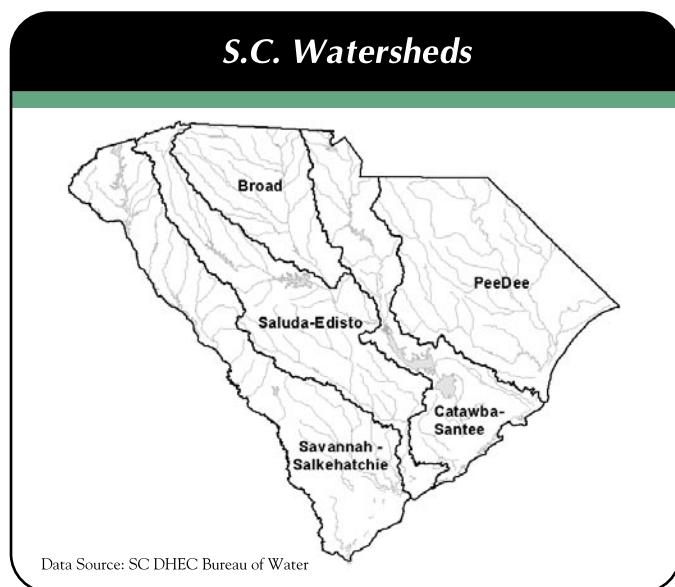 S.C. Watersheds
Broad
PeeDee
Saluda-Edisto
Catawba-
Santee
Savannah -
Salkehatchie
Data Source: SC DHEC Bureau of Water